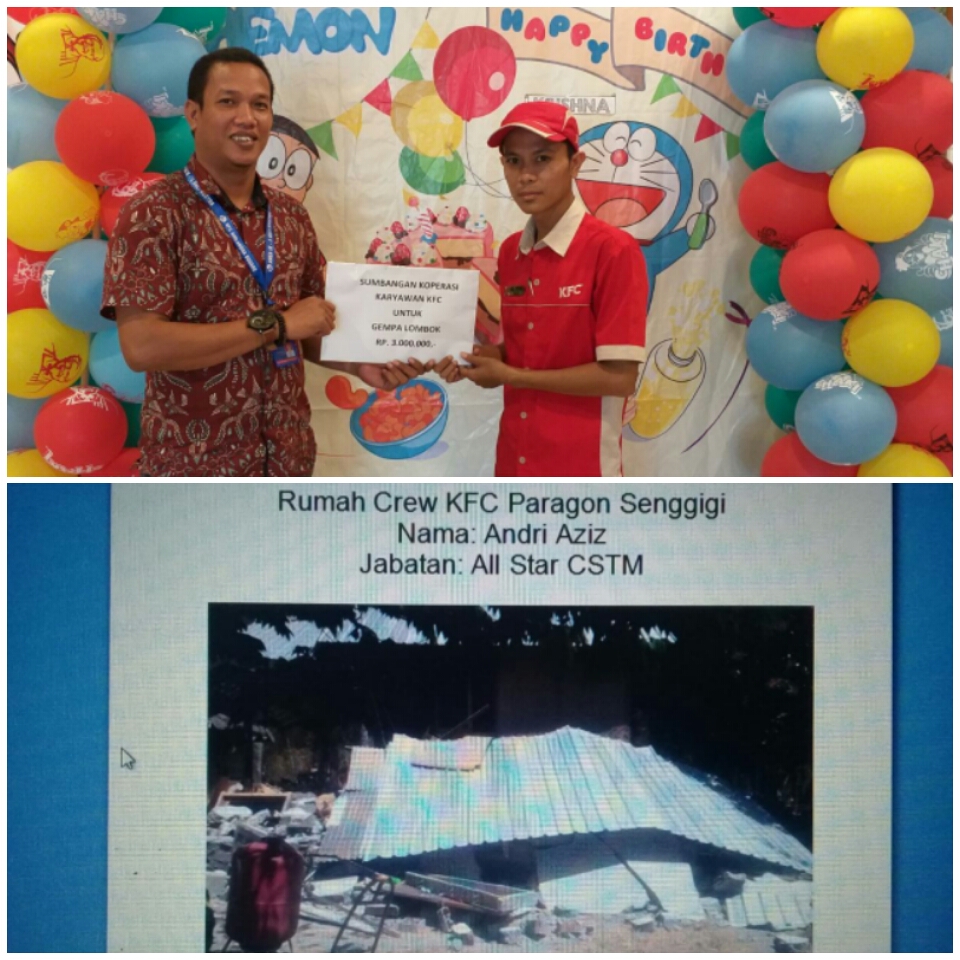 EMON
HAPPY BIRTH
KRISHNA
SUMBANGAN KOPERASI
KARYAWAN KFC
UNTUK
GEMPA LOMBOK
RP. 3.000.000,-
KFC
Rumah Crew KFC Paragon Senggigi
Nama: Andri Aziz
Jabatan: All Star CSTM